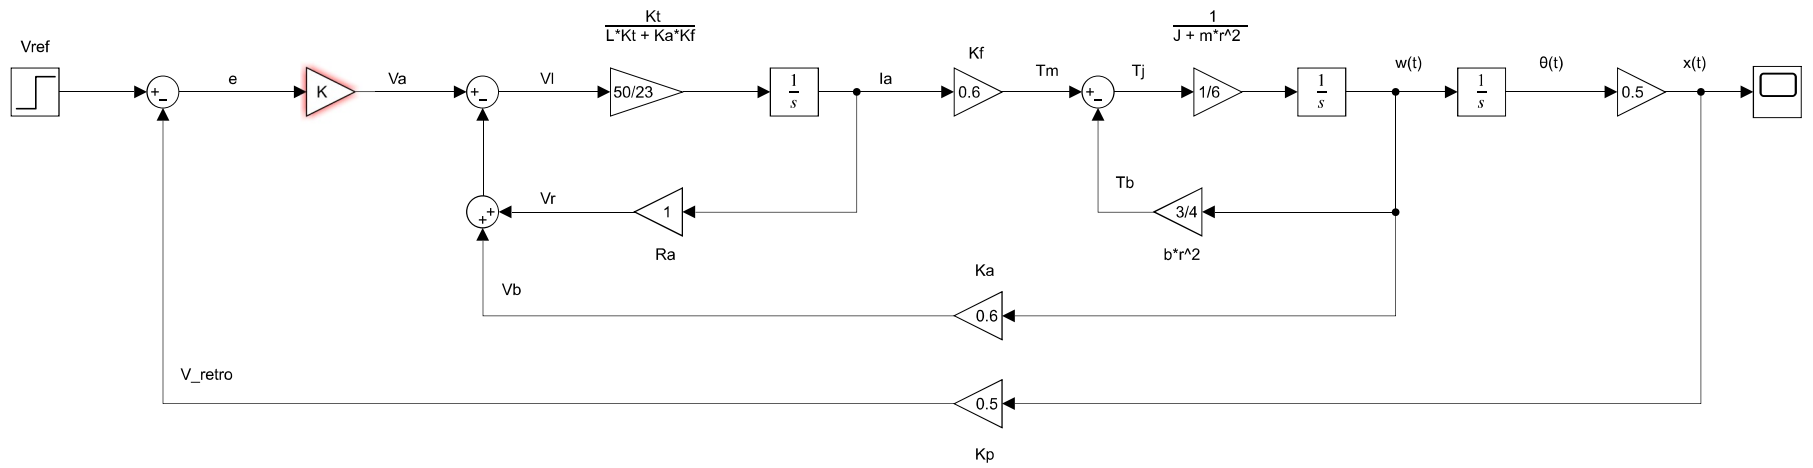 Kt
L*Kt + Ka*Kf
1
J + m*r^2
Vref
e
K
Va
Vl
50/23
1
s
Ia
Kf
0.6
Tm
Tj
1/6
1
s
w(t)
1
s
θ(t)
0.5
x(t)
+
−
+
−
+
−
Vr
1
Ra
+
+
Tb
3/4
b*r^2
Ka
Vb
0.6
V_retro
0.5
Kp